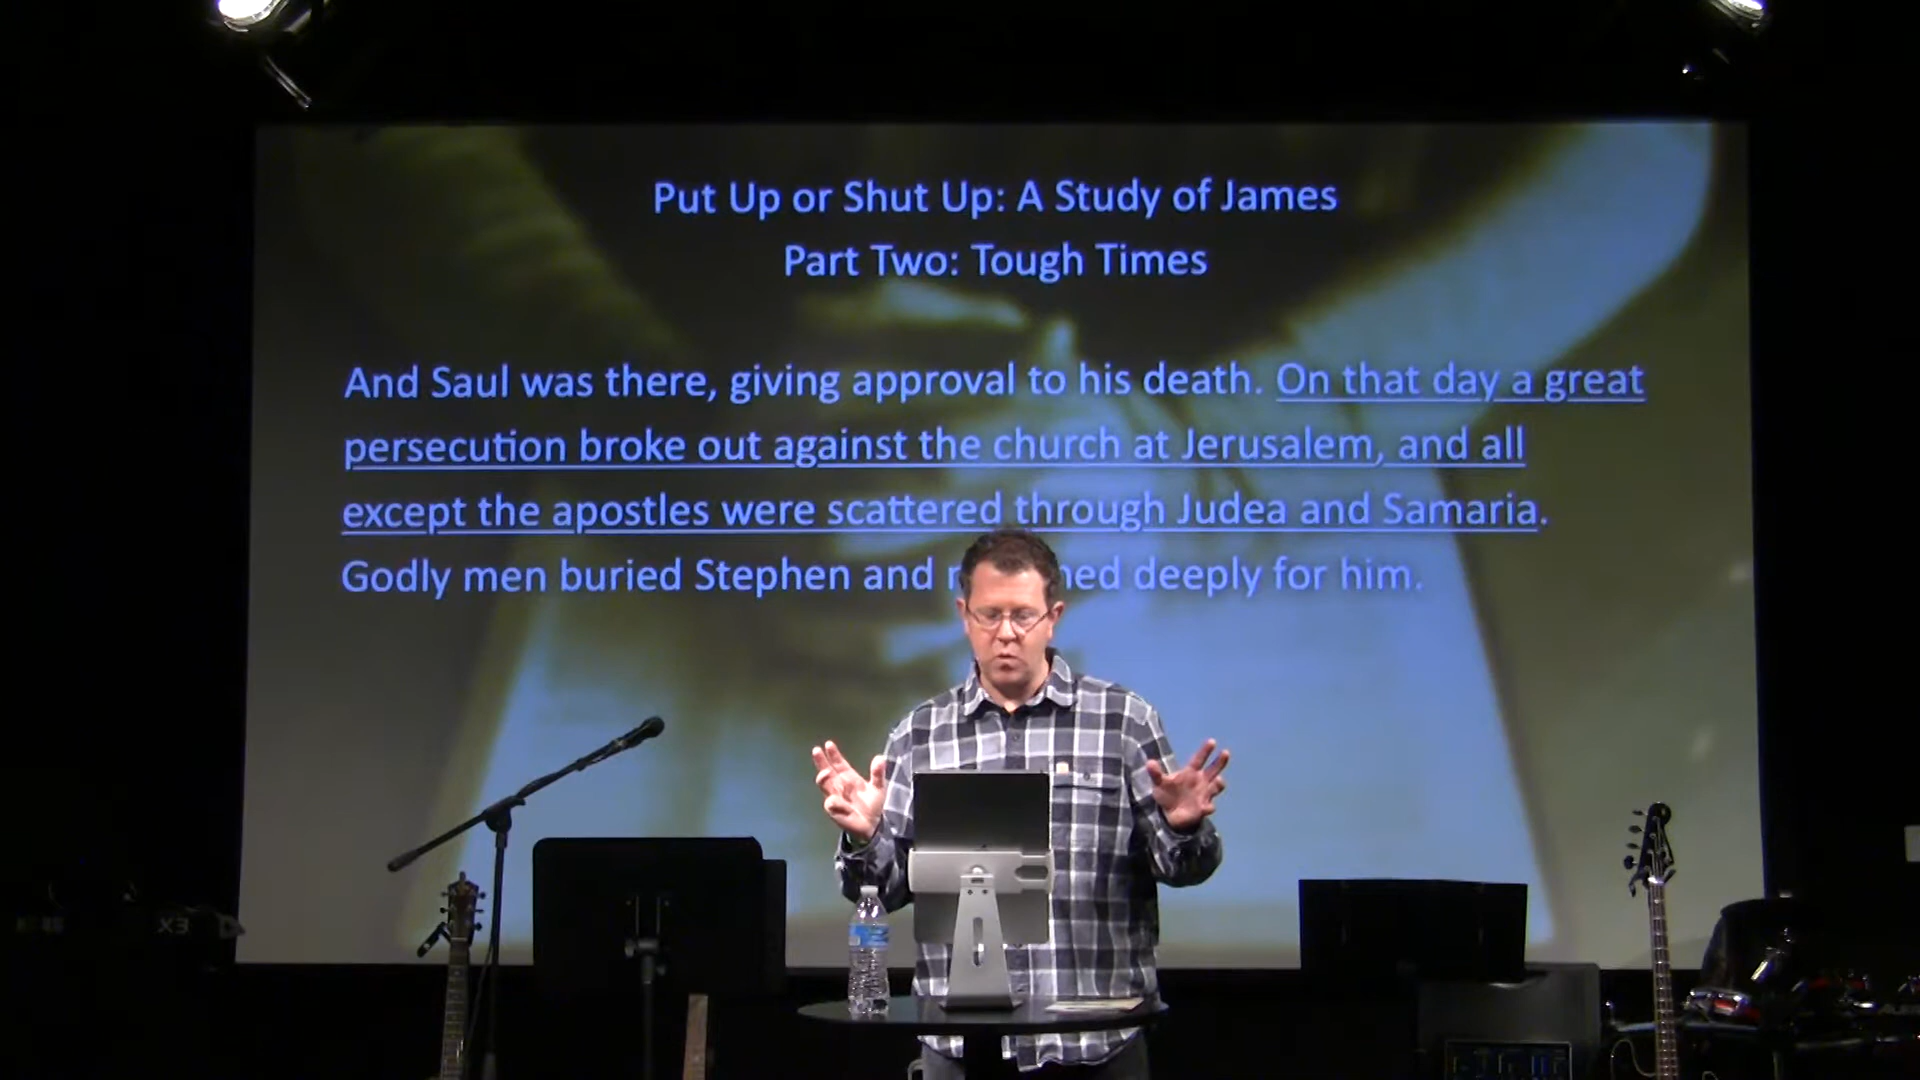 Put Up or Shut Up: A Study of James
Part Two: Tough Times
And Saul was there, giving approval to his death. On that day a great
persecution broke out against the church at Jerusalem, and all
except the apostles were scattered through Judea and Samaria.
Godly men buried Stephen and deeply for him.
X3